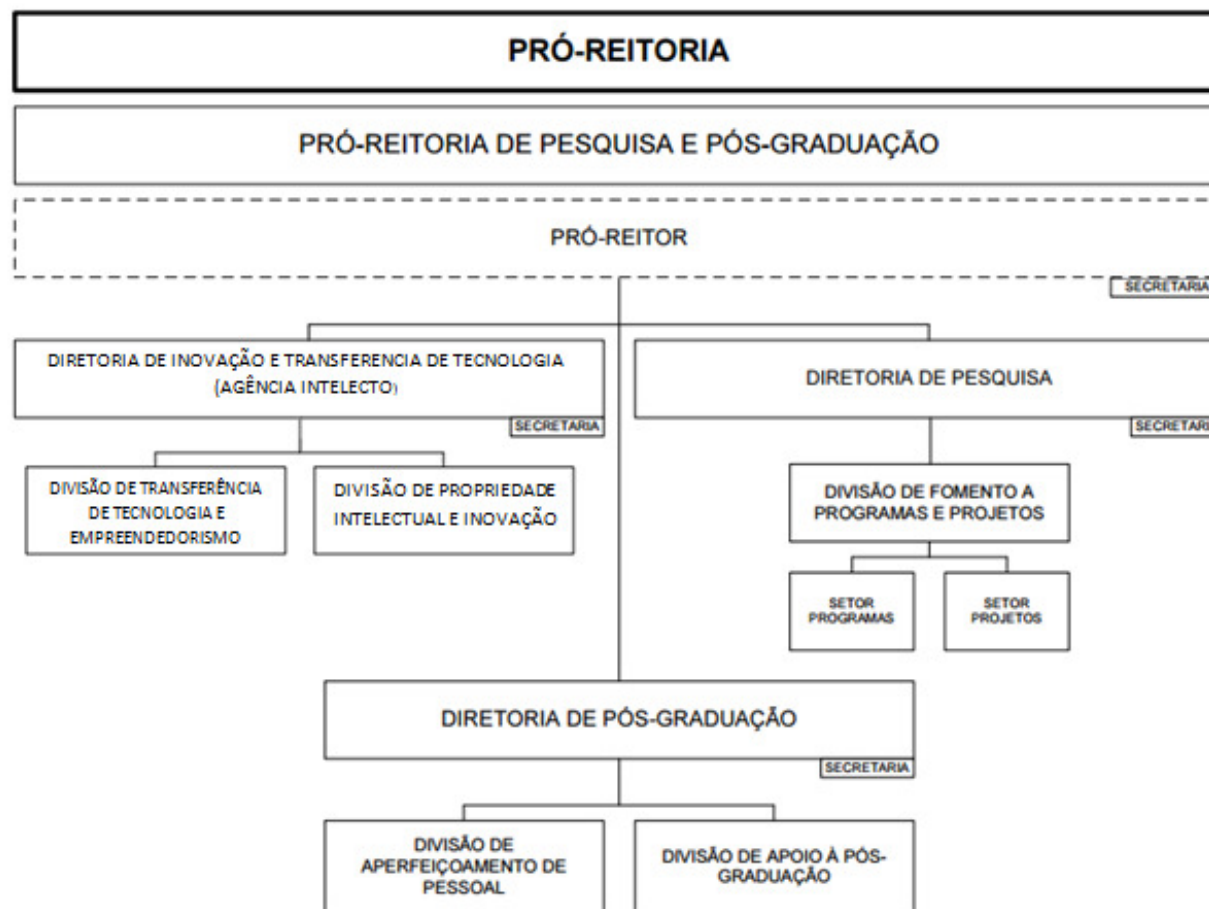 PRÓ-REITORIA
PRÓ-REITORIA DE PESQUISA E PÓS-GRADUAÇÃO
PRÓ-REITOR
SECRETARIA
DIRETORIA DE INOVAÇÃO E TRANSFERENCIA DE TECNOLOGIA
(AGÊNCIA INTELECTO)
SECRETARIA
DIVISÃO DE TRANSFERÊNCIA
DE TECNOLOGIA E
EMPREENDEDORISMO
DIVISÃO DE PROPRIEDADE
INTELECTUAL E INOVAÇÃO
DIRETORIA DE PESQUISA
SECRETARI
DIVISÃO DE FOMENTO A
PROGRAMAS E PROJETOS
SETOR
PROGRAMAS
SETOR
PROJETOS
DIRETORIA DE PÓS-GRADUAÇÃO
SECRETARIA
DIVISÃO DE
APERFEIÇOAMENTO DE
PESSOAL
DIVISÃO DE APOIO À PÓS-
GRADUAÇÃO